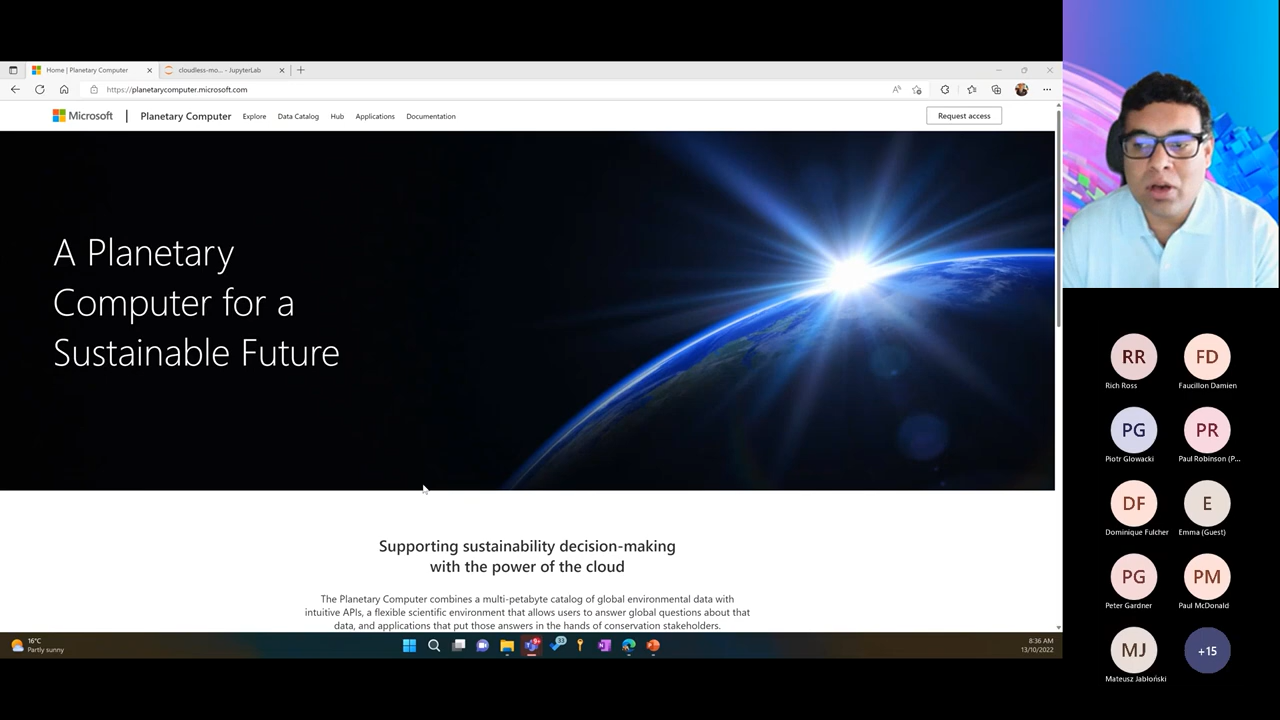 Home | Planetary Computer
cloudless-mo... - JupyterLab
https://planetarycomputer.microsoft.com
Microsoft
Planetary Computer
Explore
Data Catalog
Hub
Applications
Documentation
Request access
A Planetary
Computer for a
Sustainable Future
Supporting sustainability decision-making
with the power of the cloud
The Planetary Computer combines a multi-petabyte catalog of global environmental data with
intuitive APIs, a flexible scientific environment that allows users to answer global questions about that
data, and applications that put those answers in the hands of conservation stakeholders.
16°C
Partly sunny
8:36 AM
13/10/2022
RR
FD
Rich Ross
Faucillon Damien
PG
PR
Piotr Glowacki
Paul Robinson (P...
DF
E
Dominique Fulcher
Emma (Guest)
PG
PM
Peter Gardner
Paul McDonald
MJ
+15
Mateusz Jabłoński